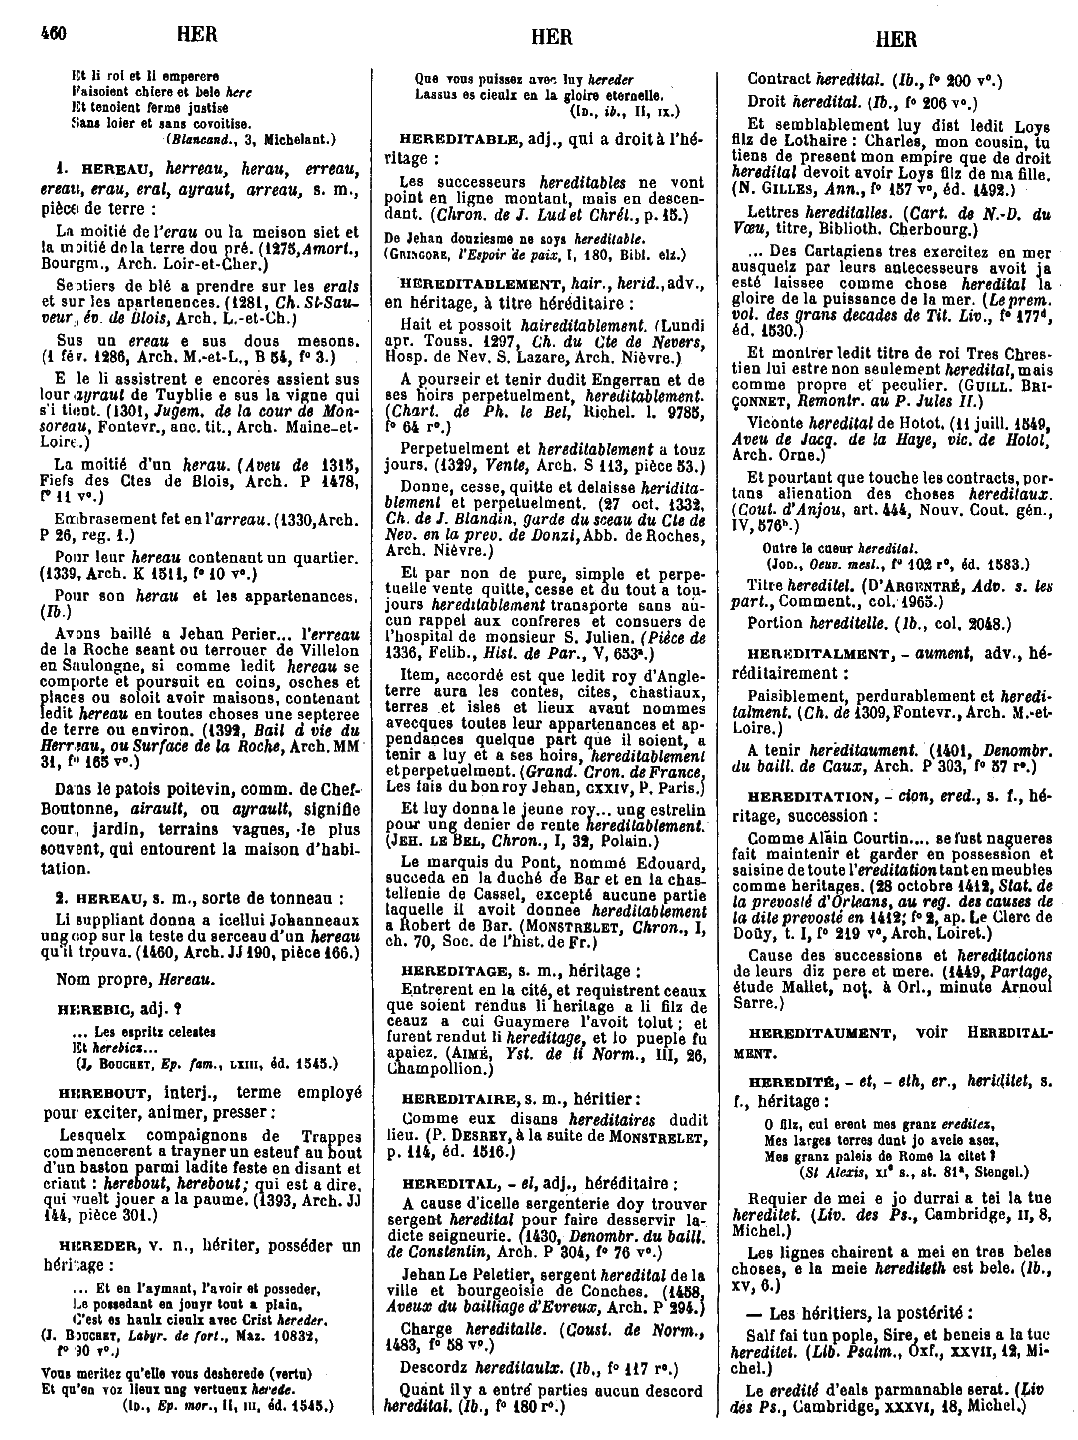 460 HER HER HER
Et li roi et li emperere
Faisoient chiere et bele here
Et tenoient ferme justise
Sans loier et sans covoitise.
(Blancand., 3, Michelant.)
1. HEREAU, herreau, herau, erreau,
ereau, erau, eral, ayraut, arreau, s. m.,
pièce de terre :
La moitié de l'erau ou la meison siet et
la moitié de la terre dou pré. (1275, Amort.,
Bourgm., Arch. Loir-et-Cher.)
Sestiers de blé a prendre sur les erals
et sur les apartenences. (1281, Ch. St-Sau-
veur, év. de Blois, Arch. L.-et-Ch.)
Sus un ereau e sus dous mesons.
(1 fév. 1286, Arch. M.-et-L., B 54, f° 3.)
E le li assistrent e encores assient sus
lour ayraut de Tuyblie e sus la vigne qui
s'i tient. (1301, Jugem. de la cour de Mon-
soreau, Fontevr., anc. tit., Arch. Maine-et-
Loire.)
La moitié d'un herau. (Aveu de 1315,
Fiefs des Ctes de Blois, Arch. P 1478,
f° 11 v°.)
Embrasement fet en l'arreau. (1330, Arch.
P 26, reg. 1.)
Pour leur hereau contenant un quartier.
(1339, Arch. K 1511, f° 10 v°.)
Pour son herau et les appartenances.
(Ib.)
Avons baillé a Jehan Perier... l'erreau
de la Roche seant ou terrouer de Villelon
en Saulongne, si comme ledit hereau se
comporte et poursuit en coins, osches et
places ou soloit avoir maisons, contenant
ledit hereau en toutes choses une septeree
de terre ou environ. (1392, Bail à vie du
Herreau, ou Surface de la Roche, Arch. MM
31, f° 165 v°.)
Dans le patois poitevin, comm. de Chef-
Boutonne, airault, ou ayrault, signifie
cour, jardin, terrains vagues, le plus
souvent, qui entourent la maison d'habi-
tation.
2. HEREAU, s. m., sorte de tonneau :
Li suppliant donna a icellui Johanneaux
ung cop sur la teste du serceau d'un hereau
qu'il trouva. (1460, Arch. JJ 190, pièce 166.)
Nom propre, Hereau.
HEREBIC, adj. ?
... Les espritz celestes
Et herebicz...
(J. BOUCHET, Ep. fam., LXIII, éd. 1545.)
HEREBOUT, interj., terme employé
pour exciter, animer, presser :
Lesquelx compaignons de Trappes
commencerent a trayner un esteuf au bout
d'un baston parmi ladite feste en disant et
criant : herebout, herebout; qui est a dire,
qui vuelt jouer a la paume. (1393, Arch. JJ
144, pièce 301.)
HEREDER, v. n., hériter, posséder un
héritage :
... Et en l'aymant, l'avoir et posseder,
Le possedant en jouyr tout a plain,
C'est es haulx cieulx avec Crist hereder.
(J. BOUCHET, Labyr. de fort., Maz. 10832,
f° 90 v°.)
Vous meritez qu'elle vous desherede (vertu)
Et qu'en voz lieux ung vertueux herede.
(ID., Ep. mor., II, III, éd. 1545.)
Que vous puissez avec luy hereder
Lassus es cieulx en la gloire eternelle.
(ID., ib., II, IX.)
HEREDITABLE, adj., qui a droit à l'hé-
ritage :
Les successeurs hereditables ne vont
point en ligne montant, mais en descen-
dant. (Chron. de J. Lud et Chrét., p. 15.)
De Jehan douziesme ne soys hereditable.
(GRINGORE, l'Espoir de paix, I, 180, Bibl. elz.)
HEREDITABLEMENT, hair., herid., adv.,
en héritage, à titre héréditaire :
Hait et possoit haireditablement. (Lundi
apr. Touss. 1297, Ch. du Cte de Nevers,
Hosp. de Nev. S. Lazare, Arch. Nièvre.)
A pourseir et tenir dudit Engerran et de
ses hoirs perpetuelment, hereditablement.
(Chart. de Ph. le Bel, Richel. l. 9785,
f° 64 r°.)
Perpetuelment et hereditablement a touz
jours. (1329, Vente, Arch. S 113, pièce 53.)
Donne, cesse, quitte et delaisse heridita-
blement et perpetuelment. (27 oct. 1332,
Ch. de J. Blandin, garde du sceau du Cte de
Nev. en la prev. de Donzi, Abb. de Roches,
Arch. Nièvre.)
Et par non de pure, simple et perpe-
tuelle vente quitte, cesse et du tout a tou-
jours hereditablement transporte sans au-
cun rappel aux confreres et consuers de
l'hospital de monsieur S. Julien. (Pièce de
1336, Felib., Hist. de Par., V, 653ª.)
Item, accordé est que ledit roy d'Angle-
terre aura les contes, cites, chastiaux,
terres et isles et lieux avant nommes
avecques toutes leur appartenances et ap-
pendances quelque part que il soient, a
tenir a luy et a ses hoirs, hereditablement
et perpetuelment. (Grand. Cron. de France,
Les fais du bon roy Jehan, CXXIV, P. Paris.)
Et luy donna le jeune roy... ung estrelin
pour ung denier de rente hereditablement.
(JEH. LE BEL, Chron., I, 32, Polain.)
Le marquis du Pont, nommé Edouard,
succeda en la duché de Bar et en la chas-
tellenie de Cassel, excepté aucune partie
laquelle il avoit donnee hereditablement
a Robert de Bar. (MONSTRELET, Chron., I,
ch. 70, Soc. de l'hist. de Fr.)
HEREDITAGE, s. m., héritage :
Entrerent en la cité, et requistrent ceaux
que soient rendus li heritage a li filz de
ceauz a cui Guaymere l'avoit tolut ; et
furent rendut li hereditage, et lo pueple fu
apaiez. (AIMÉ, Yst. de li Norm., III, 26,
Champollion.)
HEREDITAIRE, s. m., héritier :
Comme eux disans hereditaires dudit
lieu. (P. DESREY, à la suite de MONSTRELET,
p. 114, éd. 1516.)
HEREDITAL, - el, adj., héréditaire :
A cause d'icelle sergenterie doy trouver
sergent heredital pour faire desservir la-
dicte seigneurie. (1430, Denombr. du baill.
de Constentin, Arch. P 304, f° 76 v°.)
Jehan Le Peletier, sergent heredital de la
ville et bourgeoisie de Conches. (1458,
Aveux du bailliage d'Evreux, Arch. P 294.)
Charge hereditalle. (Coust. de Norm.,
1483, f° 58 v°.)
Descordz hereditaulx. (Ib., f° 117 r°.)
Quant il y a entré parties aucun descord
heredital. (Ib., f° 180 r°.)
Contract heredital. (Ib., f° 200 v°.)
Droit heredital. (Ib., f° 206 v°.)
Et semblablement luy dist ledit Loys
filz de Lothaire : Charles, mon cousin, tu
tiens de present mon empire que de droit
heredital devoit avoir Loys filz de ma fille.
(N. GILLES, Ann., f° 157 v°, éd. 1492.)
Lettres hereditalles. (Cart. de N.-D. du
Vœu, titre, Biblioth. Cherbourg.)
... Des Cartagiens tres exercitez en mer
ausquelz par leurs antecesseurs avoit ja
esté laissee comme chose heredital la
gloire de la puissance de la mer. (Le prem.
vol. des grans decades de Tit. Liv., f° 177ᵈ,
éd. 1530.)
Et montrer ledit titre de roi Tres Chres-
tien lui estre non seulement heredital, mais
comme propre et peculier. (GUILL. BRI-
ÇONNET, Remontr. au P. Jules II.)
Viconte heredital de Hotot. (11 juill. 1549,
Aveu de Jacq. de la Haye, vic. de Hotot,
Arch. Orne.)
Et pourtant que touche les contracts, por-
tans alienation des choses hereditaux.
(Cout. d'Anjou, art. 444, Nouv. Cout. gén.,
IV, 576ᵇ.)
Outre le cueur heredital.
(JOD., Oeuv. mesl., f° 102 r°, éd. 1583.)
Titre hereditel. (D'ARGENTRÉ, Adv. s. les
part., Comment., col. 1965.)
Portion hereditelle. (Ib., col. 2048.)
HEREDITALMENT, - aument, adv., hé-
réditairement :
Paisiblement, perdurablement et heredi-
talment. (Ch. de 1309, Fontevr., Arch. M.-et-
Loire.)
A tenir hereditaument. (1401, Denombr.
du baill. de Caux, Arch. P 303, f° 57 r°.)
HEREDITATION, - cion, ered., s. f., hé-
ritage, succession :
Comme Alain Courtin.... se fust nagueres
fait maintenir et garder en possession et
saisine de toute l'ereditation tant en meubles
comme heritages. (28 octobre 1412, Stat. de
la prevosté d'Orleans, au reg. des causes de
la dite prevosté en 1412; f° 2, ap. Le Clerc de
Doüy, t. I, f° 219 v°, Arch. Loiret.)
Cause des successions et hereditacions
de leurs diz pere et mere. (1449, Partage,
étude Mallet, not. à Orl., minute Arnoul
Sarre.)
HEREDITAUMENT, voir HEREDITAL-
MENT.
HEREDITÉ, - et, - eth, er., heriditet, s.
f., héritage :
O filz, cui erent mes granz ereditez,
Mes larges terres dunt jo aveie asez,
Mes granz paleis de Rome la citet ?
(St Alexis, XIᵉ s., st. 81ª, Stengel.)
Requier de mei e jo durrai a tei la tue
hereditet. (Liv. des Ps., Cambridge, II, 8,
Michel.)
Les lignes chairent a mei en tres beles
choses, e la meie herediteth est bele. (Ib.,
XV, 6.)
— Les héritiers, la postérité :
Salf fai tun pople, Sire, et beneis a la tue
hereditet. (Lib. Psalm., Oxf., XXVII, 12, Mi-
chel.)
Le eredité d'eals parmanable serat. (Liv
des Ps., Cambridge, XXXVI, 18, Michel.)